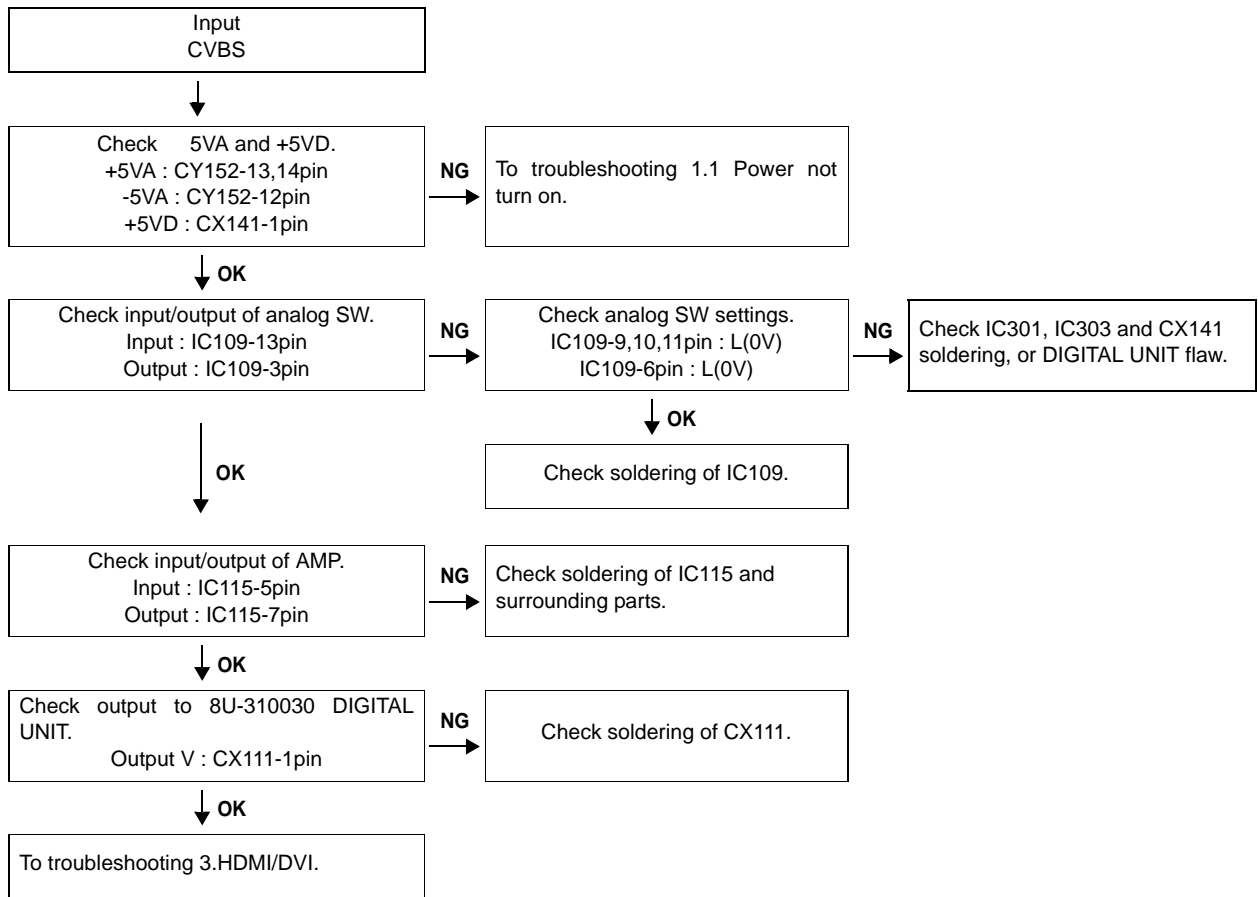 Input
CVBS
Check 5VA and +5VD.
+5VA : CY152-13,14pin
-5VA : CY152-12pin
+5VD : CX141-1pin
NG
To troubleshooting 1.1 Power not
turn on.
OK
Check input/output of analog SW.
Input : IC109-13pin
Output : IC109-3pin
NG
Check analog SW settings.
IC109-9,10,11pin : L(0V)
IC109-6pin : L(0V)
NG
Check IC301, IC303 and CX141
soldering, or DIGITAL UNIT flaw.
OK
Check soldering of IC109.
OK
Check input/output of AMP.
Input : IC115-5pin
Output : IC115-7pin
NG
Check soldering of IC115 and
surrounding parts.
OK
Check output to 8U-310030 DIGITAL
UNIT.
Output V : CX111-1pin
NG
Check soldering of CX111.
OK
To troubleshooting 3.HDMI/DVI.